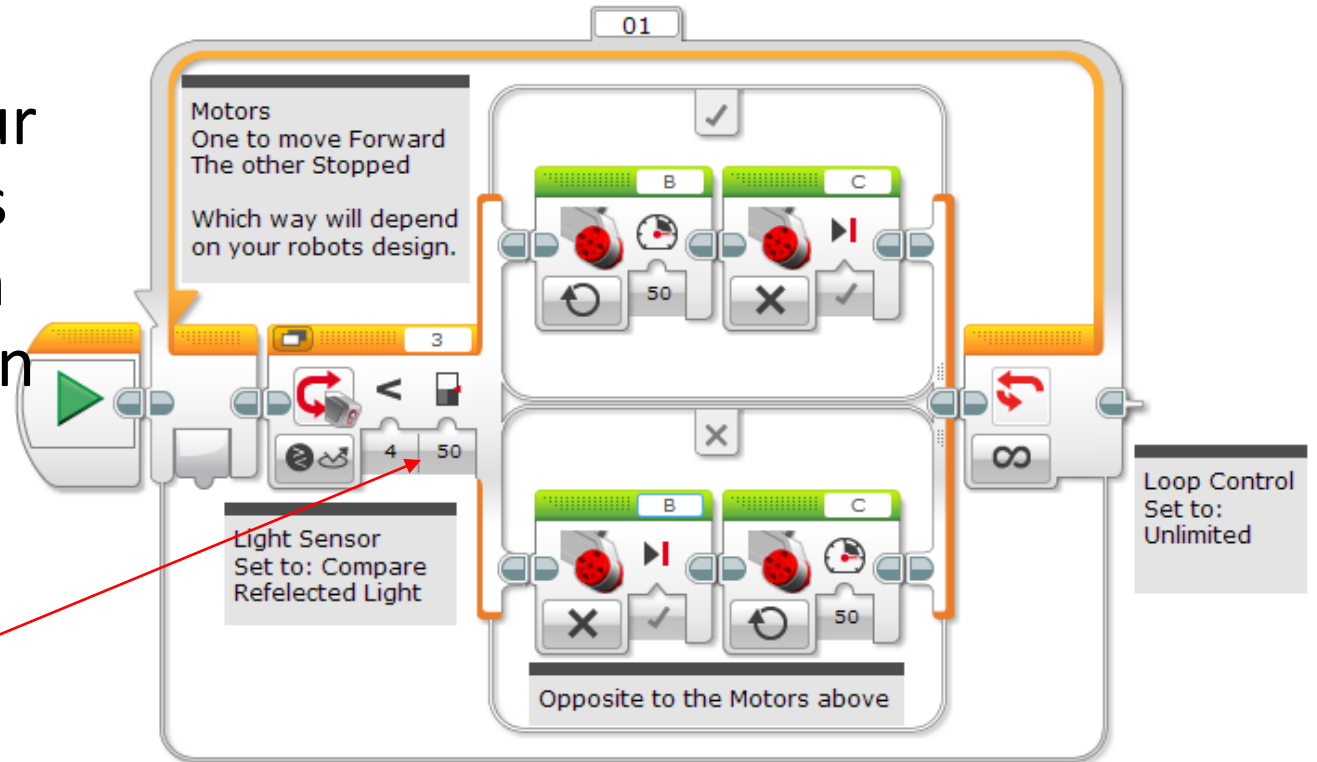 01
ur
s
n
Motors
One to move Forward
The other Stopped
Which way will depend
on your robots design.
B
C
50
3
<
4
50
Light Sensor
Set to: Compare
Refelected Light
B
C
50
Opposite to the Motors above
∞
Loop Control
Set to:
Unlimited